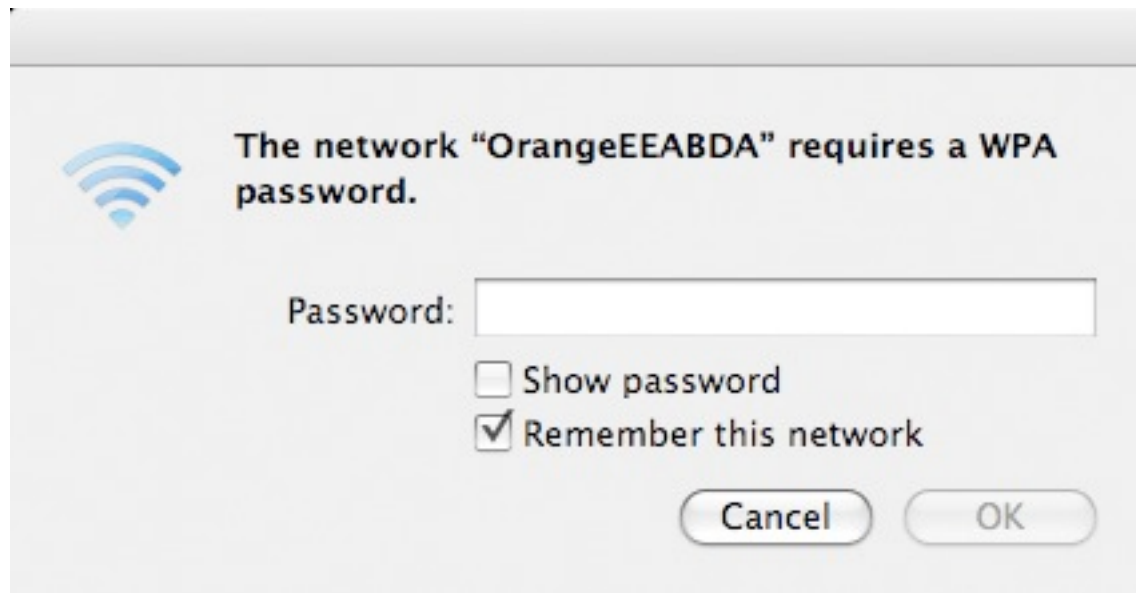 The network “OrangeEEABDA” requires a WPA
password.
Password:
Show password
Remember this network
Cancel OK